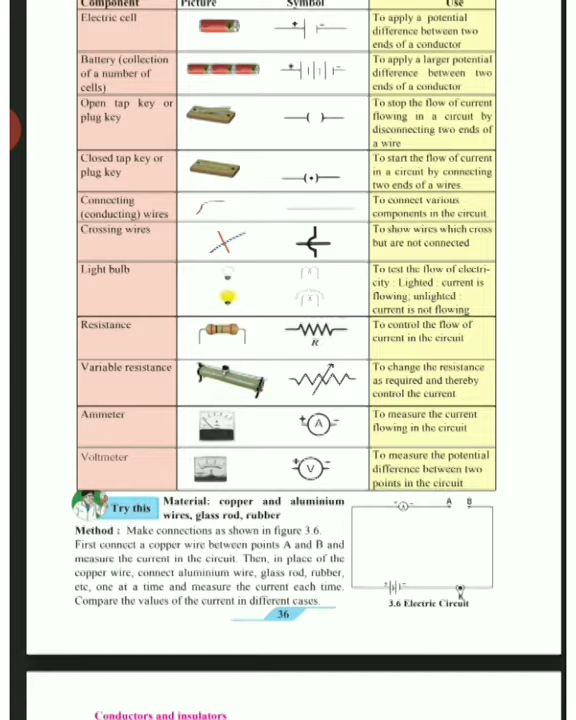 Component Picture Symbol Use
Electric cell
To apply a potential
difference between two
ends of a conductor
Battery (collection
of a number of
cells)
To apply a larger potential
difference between two
ends of a conductor
Open tap key or
plug key
To stop the flow of current
flowing in a circuit by
disconnecting two ends of
a wire
Closed tap key or
plug key
To start the flow of current
in a circuit by connecting
two ends of a wires.
Connecting
(conducting) wires
To connect various
components in the circuit
Crossing wires
To show wires which cross
but are not connected
Light bulb
To test the flow of electri-
city : Lighted : current is
flowing; unlighted :
current is not flowing
Resistance
R
To control the flow of
current in the circuit
Variable resistance
To change the resistance
as required and thereby
control the current
Ammeter
+ A -
To measure the current
flowing in the circuit
Voltmeter
+ V -
To measure the potential
difference between two
points in the circuit
Try this
Material: copper and aluminium
wires, glass rod, rubber
Method : Make connections as shown in figure 3.6.
First connect a copper wire between points A and B and
measure the current in the circuit. Then, in place of the
copper wire, connect aluminium wire, glass rod, rubber,
etc, one at a time and measure the current each time.
Compare the values of the current in different cases.
A B
A
K
3.6 Electric Circuit
36
Conductors and insulators